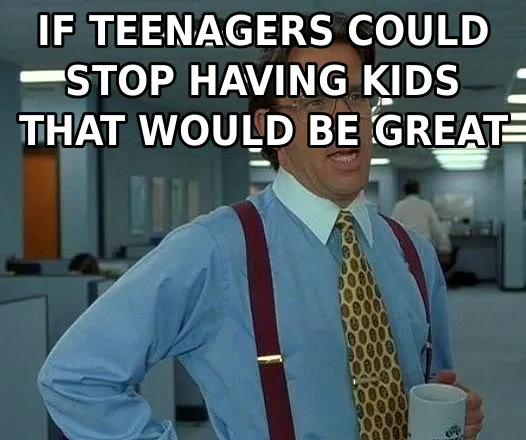 IF TEENAGERS COULD
STOP HAVING KIDS
THAT WOULD BE GREAT